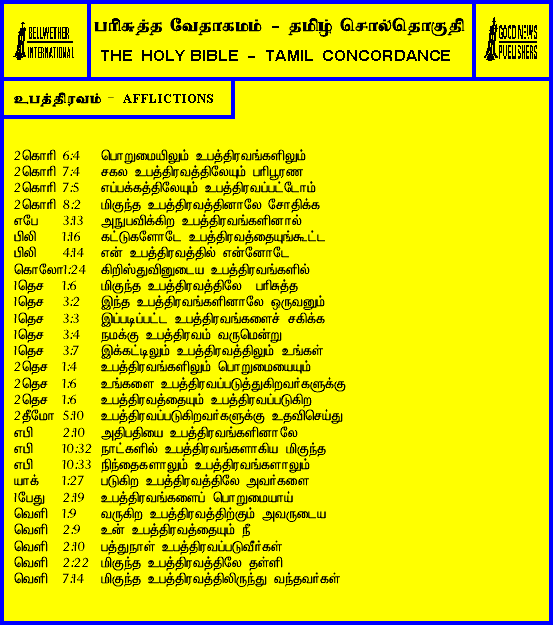 BELLWETHER
INTERNATIONAL
பரிசுத்த வேதாகமம் - தமிழ் சொல்தொகுதி
THE HOLY BIBLE - TAMIL CONCORDANCE
GOOD NEWS
PUBLISHERS
உபத்திரவம் - AFFLICTIONS
2கொரி 6:4 பொறுமையிலும் உபத்திரவங்களிலும்
2கொரி 7:4 சகல உபத்திரவத்திலேயும் பரிபூரண
2கொரி 7:5 எப்பக்கத்திலேயும் உபத்திரவப்பட்டோம்
2கொரி 8:2 மிகுந்த உபத்திரவத்தினாலே சோதிக்க
எபே 3:13 அநுபவிக்கிற உபத்திரவங்களினால்
பிலி 1:16 கட்டுகளோடே உபத்திரவத்தையுங்கூட்ட
பிலி 4:14 என் உபத்திரவத்தில் என்னோடே
கொலோ1:24 கிறிஸ்துவினுடைய உபத்திரவங்களில்
1தெச 1:6 மிகுந்த உபத்திரவத்திலே பரிசுத்த
1தெச 3:2 இந்த உபத்திரவங்களினாலே ஒருவனும்
1தெச 3:3 இப்படிப்பட்ட உபத்திரவங்களைச் சகிக்க
1தெச 3:4 நமக்கு உபத்திரவம் வருமென்று
1தெச 3:7 இக்கட்டிலும் உபத்திரவத்திலும் உங்கள்
2தெச 1:4 உபத்திரவங்களிலும் பொறுமையையும்
2தெச 1:6 உங்களை உபத்திரவப்படுத்துகிறவர்களுக்கு
2தெச 1:6 உபத்திரவத்தையும் உபத்திரவப்படுகிற
2தீமோ 5:10 உபத்திரவப்படுகிறவர்களுக்கு உதவிசெய்து
எபி 2:10 அதிபதியை உபத்திரவங்களினாலே
எபி 10:32 நாட்களில் உபத்திரவங்களாகிய மிகுந்த
எபி 10:33 நிந்தைகளாலும் உபத்திரவங்களாலும்
யாக் 1:27 படுகிற உபத்திரவத்திலே அவர்களை
1பேது 2:19 உபத்திரவங்களைப் பொறுமையாய்
வெளி 1:9 வருகிற உபத்திரவத்திற்கும் அவருடைய
வெளி 2:9 உன் உபத்திரவத்தையும் நீ
வெளி 2:10 பத்துநாள் உபத்திரவப்படுவீர்கள்
வெளி 2:22 மிகுந்த உபத்திரவத்திலே தள்ளி
வெளி 7:14 மிகுந்த உபத்திரவத்திலிருந்து வந்தவர்கள்